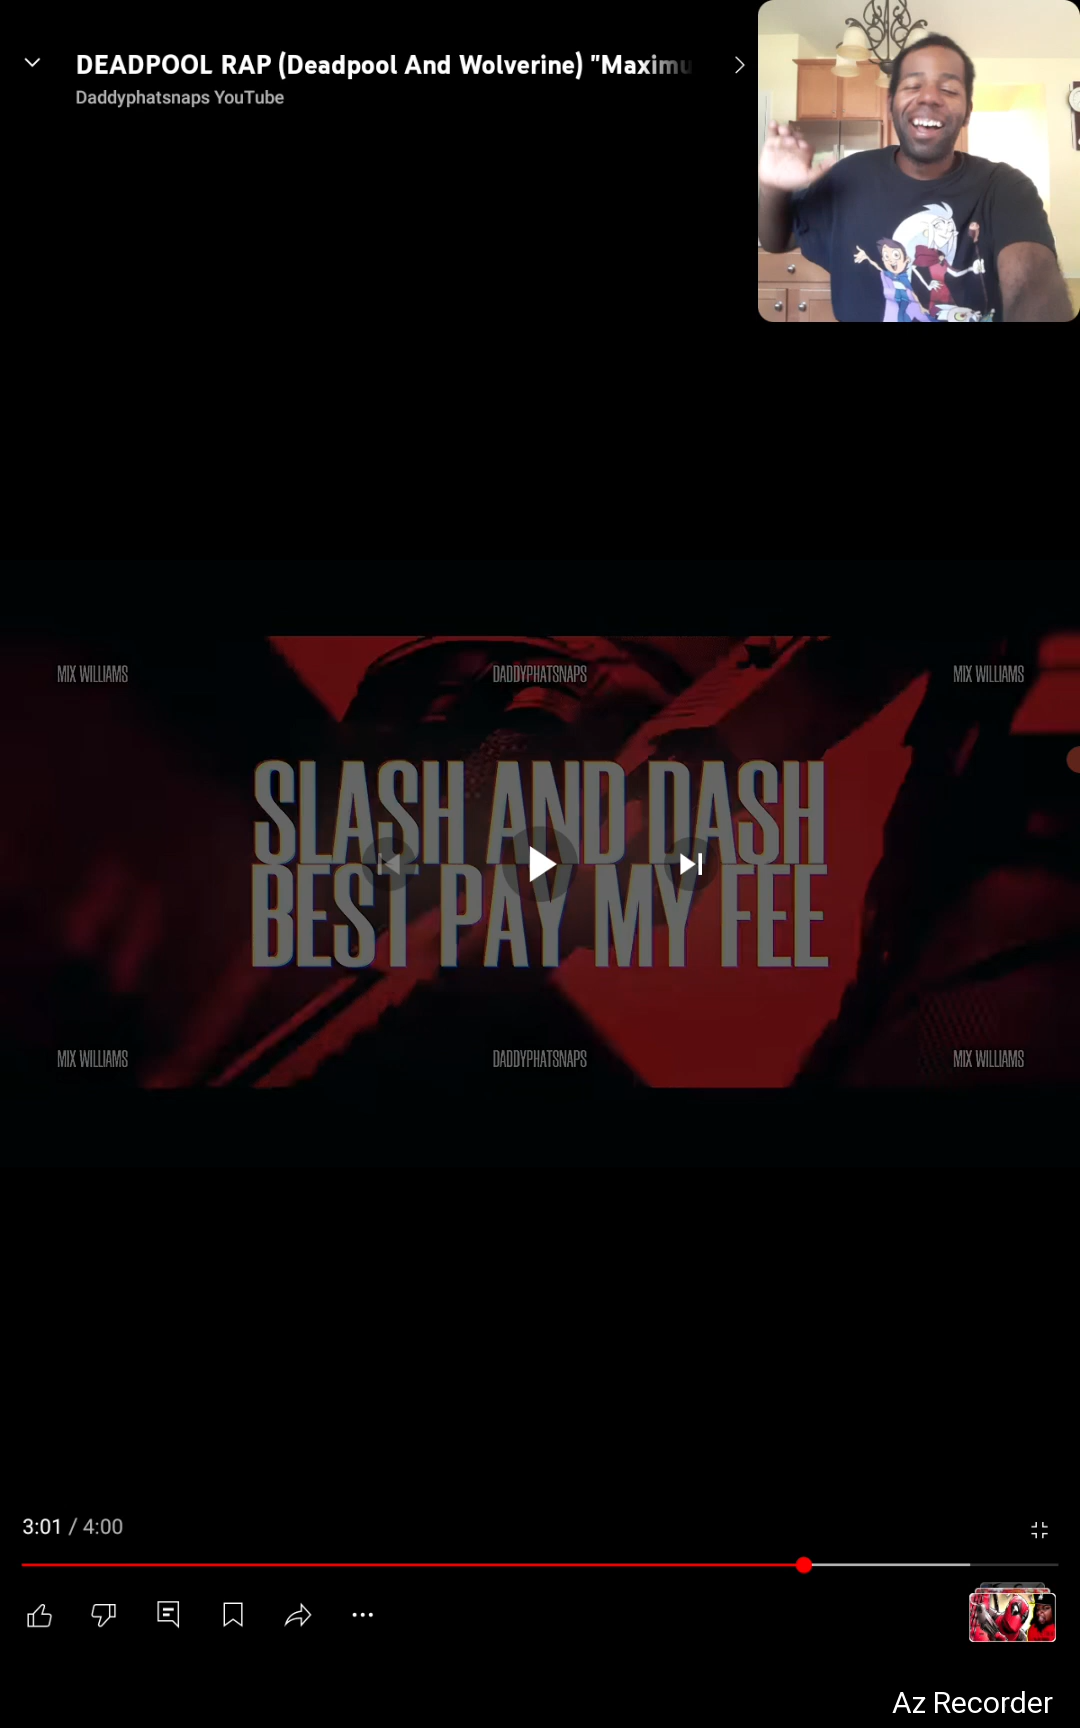 DEADPOOL RAP (Deadpool And Wolverine) "Maximu
Daddyphatsnaps YouTube
MIX WILLIAMS
DADDYPHATSNAPS
MIX WILLIAMS
SLASH AND DASH
BEST PAY MY FEE
MIX WILLIAMS
DADDYPHATSNAPS
MIX WILLIAMS
3:01 / 4:00
Az Recorder